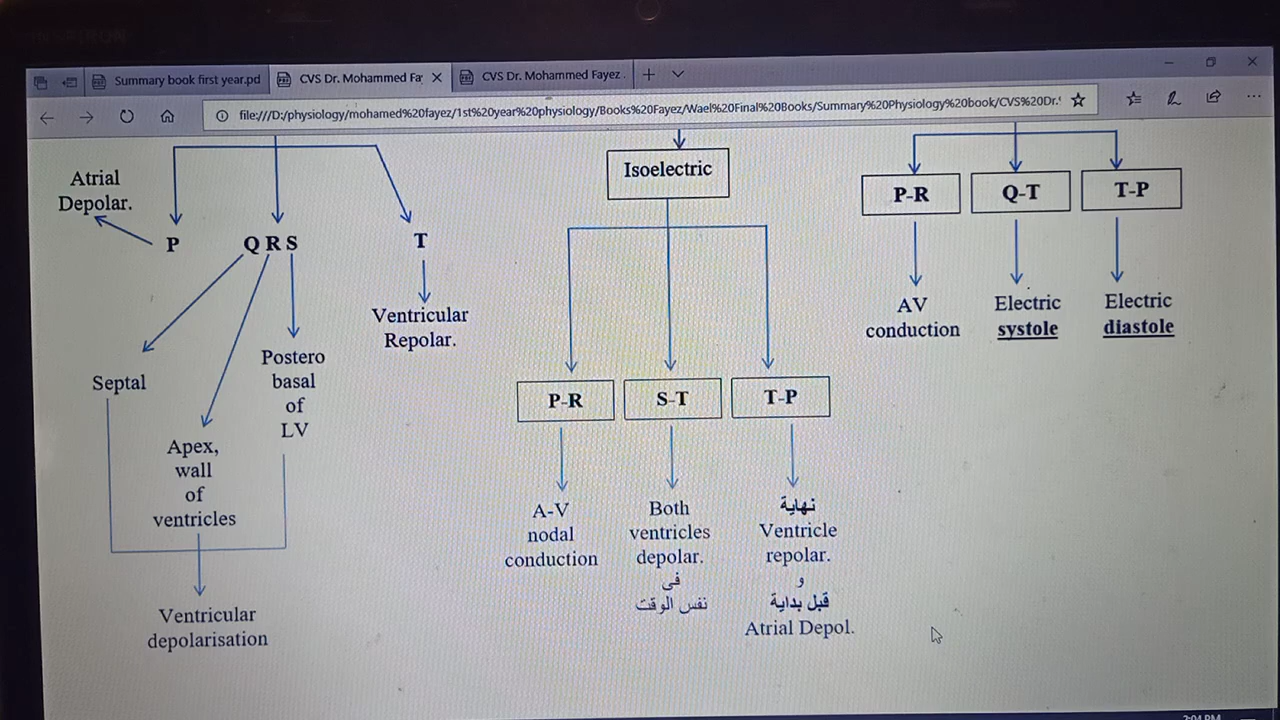 Summary book first year.pd
CVS Dr. Mohammed Fa
CVS Dr. Mohammed Fayez
file:///D:/physiology/mohamed%20fayez/1st%20year%20physiology/Books%20Fayez/Wael%20Final%20Books/Summary%20Physiology%20book/CVS%20Dr.
Atrial
Depolar.
P
Q R S
T
Ventricular
Repolar.
Septal
Postero
basal
of
LV
Apex,
wall
of
ventricles
Ventricular
depolarisation
Isoelectric
P-R
S-T
T-P
A-V
nodal
conduction
Both
ventricles
depolar.
فى
نفس الوقت
نهاية
Ventricle
repolar.
و
قبل بداية
Atrial Depol.
P-R
Q-T
T-P
AV
conduction
Electric
systole
Electric
diastole